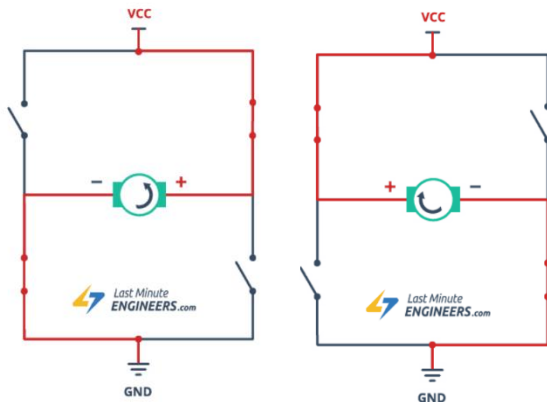 VCC
− +
Last Minute
ENGINEERS.com
GND
VCC
+ −
Last Minute
ENGINEERS.com
GND